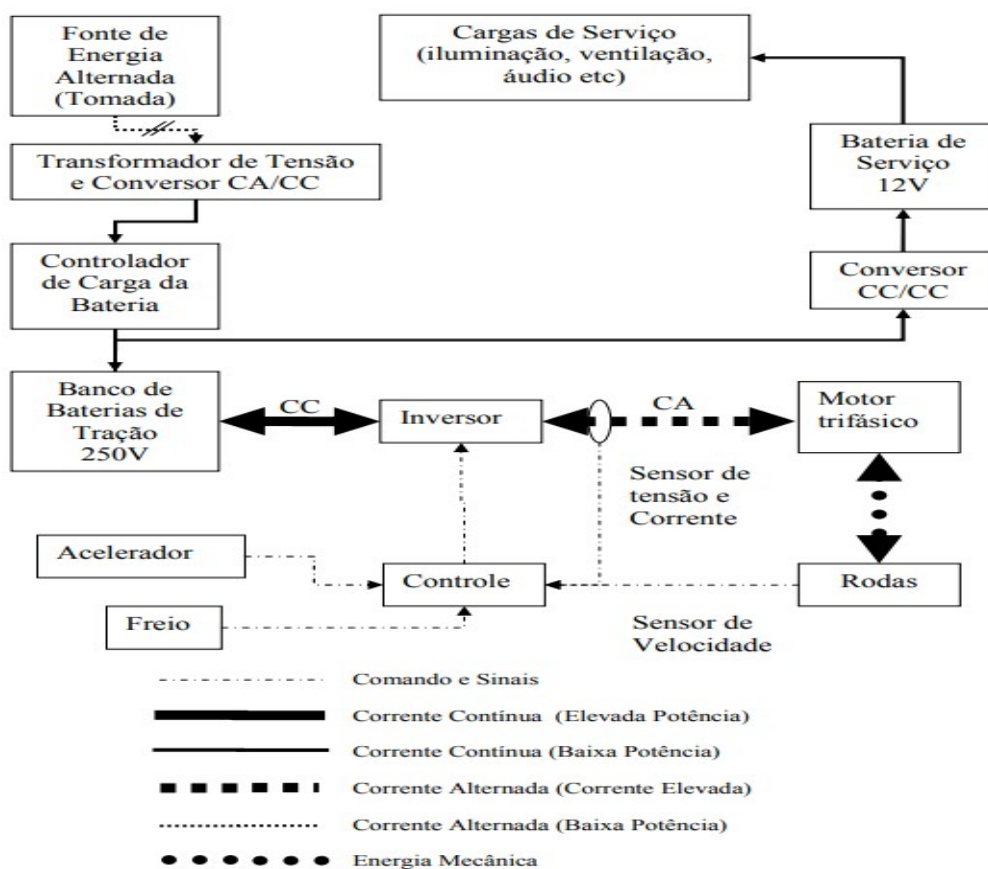 Fonte de
Energia
Alternada
(Tomada)
Cargas de Serviço
(iluminação, ventilação,
áudio etc)
Transformador de Tensão
e Conversor CA/CC
Bateria de
Serviço
12V
Controlador
de Carga da
Bateria
Conversor
CC/CC
Banco de
Baterias de
Tração
250V
CC
Inversor
CA
Motor
trifásico
Sensor de
tensão e
Corrente
Acelerador
Controle
Rodas
Freio
Sensor de
Velocidade
Comando e Sinais
Corrente Contínua (Elevada Potência)
Corrente Contínua (Baixa Potência)
Corrente Alternada (Corrente Elevada)
Corrente Alternada (Baixa Potência)
Energia Mecânica